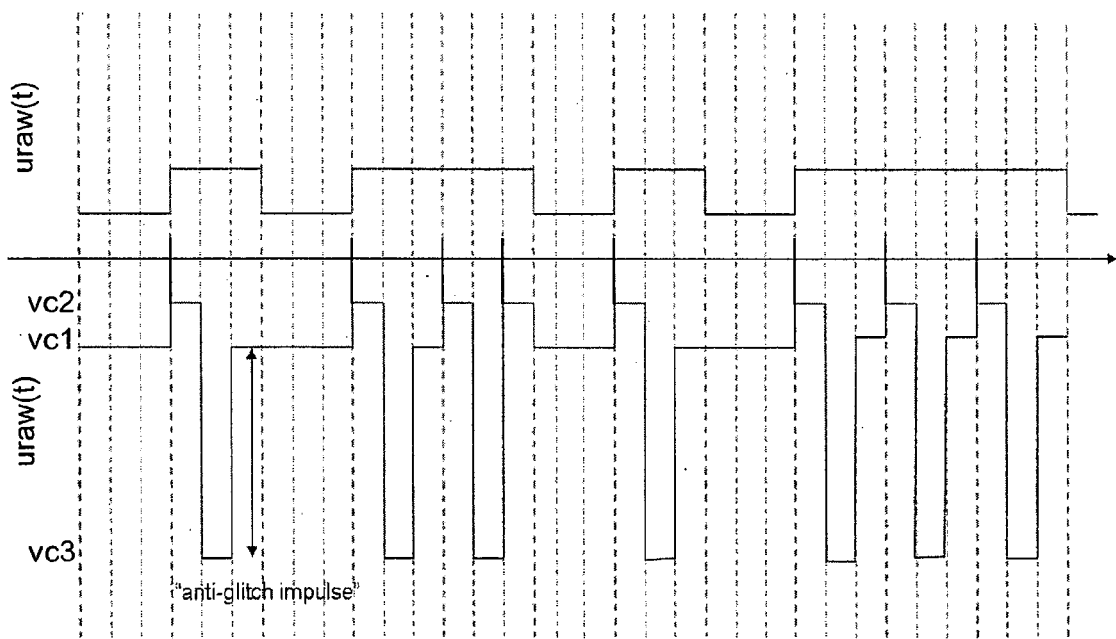 uraw(t)
vc2
vc1
uraw(t)
vc3
"anti-glitch impulse"